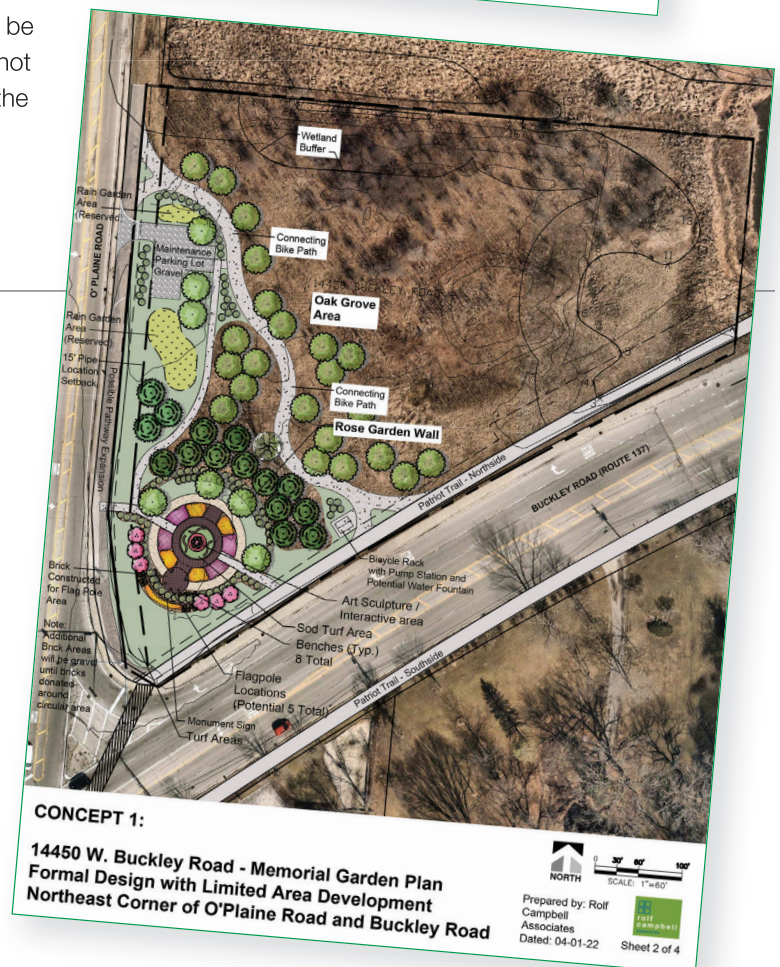 be
not
the
Wetland
Buffer
Rain Garden
Area
(Reserved)
O' PLAINE ROAD
Maintenance
Parking Lot
Gravel
Connecting
Bike Path
Oak Grove
Area
Rain Garden
Area
(Reserved)
15' Pipe
Location
Setback
Possible Pathway Expansion
Connecting
Bike Path
Rose Garden Wall
Patriot Trail - Northside
BUCKLEY ROAD (ROUTE 137)
Bicycle Rack
with Pump Station and
Potential Water Fountain
Brick
Constructed
for Flag Pole
Area
Art Sculpture /
Interactive area
Sod Turf Area
Benches (Typ.)
8 Total
Note:
Additional
Brick Areas
will be gravel
until bricks
donated
around
circular area
Flagpole
Locations
(Potential 5 Total)
Patriot Trail - Southside
Monument Sign
Turf Areas
CONCEPT 1:
14450 W. Buckley Road - Memorial Garden Plan
Formal Design with Limited Area Development
Northeast Corner of O'Plaine Road and Buckley Road
NORTH
0 30' 60' 100'
SCALE: 1"=60'
Prepared by: Rolf
Campbell
Associates
Dated: 04-01-22
rolf
campbell
Sheet 2 of 4